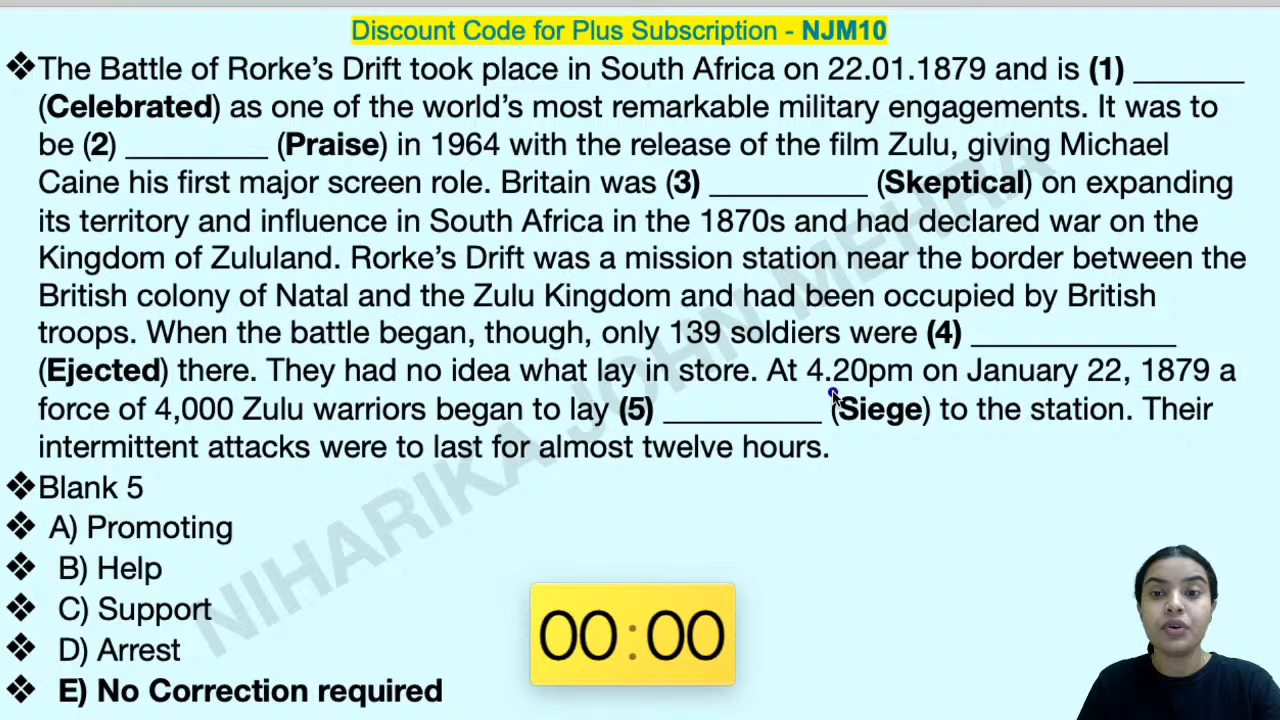 Discount Code for Plus Subscription - NJM10
❖The Battle of Rorke’s Drift took place in South Africa on 22.01.1879 and is (1) _______
(Celebrated) as one of the world’s most remarkable military engagements. It was to
be (2) _________ (Praise) in 1964 with the release of the film Zulu, giving Michael
Caine his first major screen role. Britain was (3) __________ (Skeptical) on expanding
its territory and influence in South Africa in the 1870s and had declared war on the
Kingdom of Zululand. Rorke’s Drift was a mission station near the border between the
British colony of Natal and the Zulu Kingdom and had been occupied by British
troops. When the battle began, though, only 139 soldiers were (4) _____________
(Ejected) there. They had no idea what lay in store. At 4.20pm on January 22, 1879 a
force of 4,000 Zulu warriors began to lay (5) __________ (Siege) to the station. Their
intermittent attacks were to last for almost twelve hours.
❖Blank 5
❖ A) Promoting
❖ B) Help
❖ C) Support
❖ D) Arrest
❖ E) No Correction required
00:00
NIHARIKA JOHN MEHRA